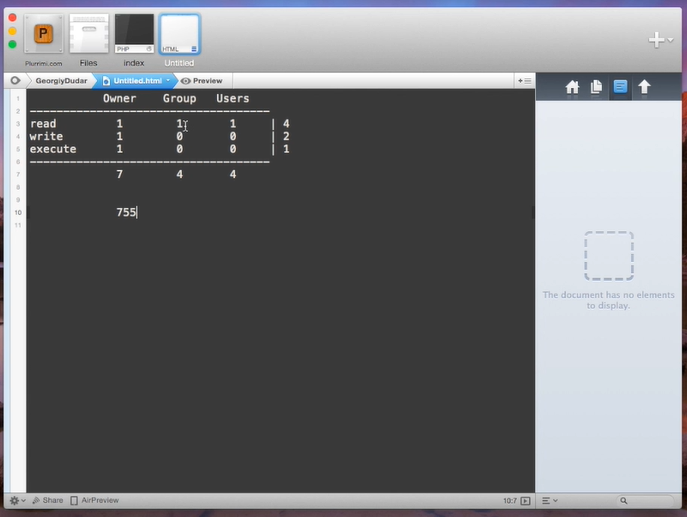 P
PHP
HTML
Plurrimi.com Files index Untitled
GeorgiyDudar Untitled.html Preview
1 Owner Group Users
2 ------------------------------------
3 read 1 1 1 | 4
4 write 1 0 0 | 2
5 execute 1 0 0 | 1
6 ------------------------------------
7 7 4 4
8
9
10 755
11
The document has no elements
to display.
Share AirPreview 10:7